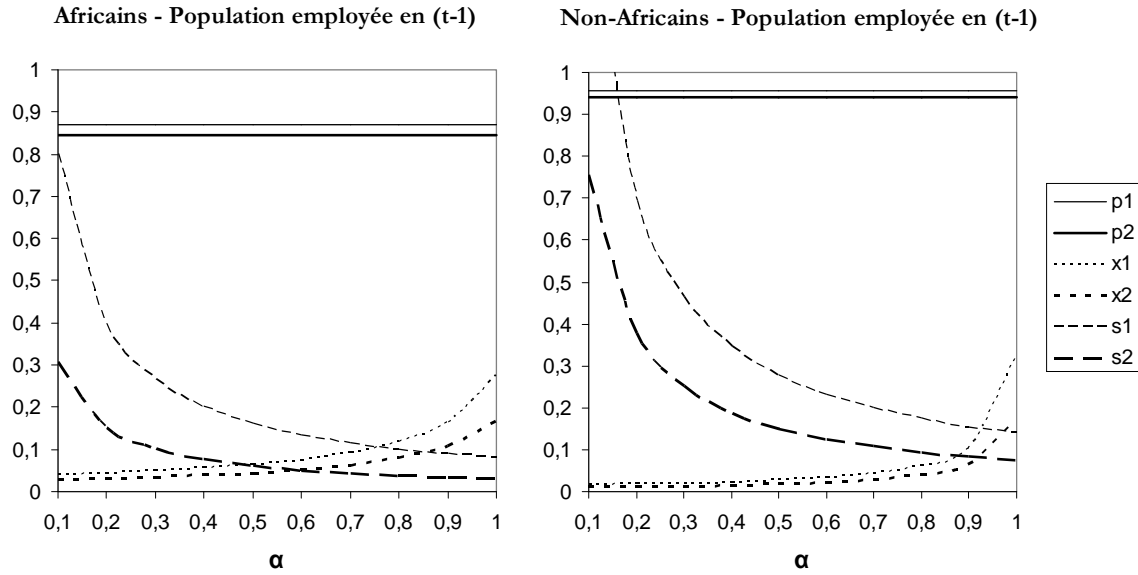 Africains - Population employée en (t-1)
Non-Africains - Population employée en (t-1)
1
0,9
0,8
0,7
0,6
0,5
0,4
0,3
0,2
0,1
0
0,1 0,2 0,3 0,4 0,5 0,6 0,7 0,8 0,9 1
α
1
0,9
0,8
0,7
0,6
0,5
0,4
0,3
0,2
0,1
0
0,1 0,2 0,3 0,4 0,5 0,6 0,7 0,8 0,9 1
α
p1
p2
x1
x2
s1
s2